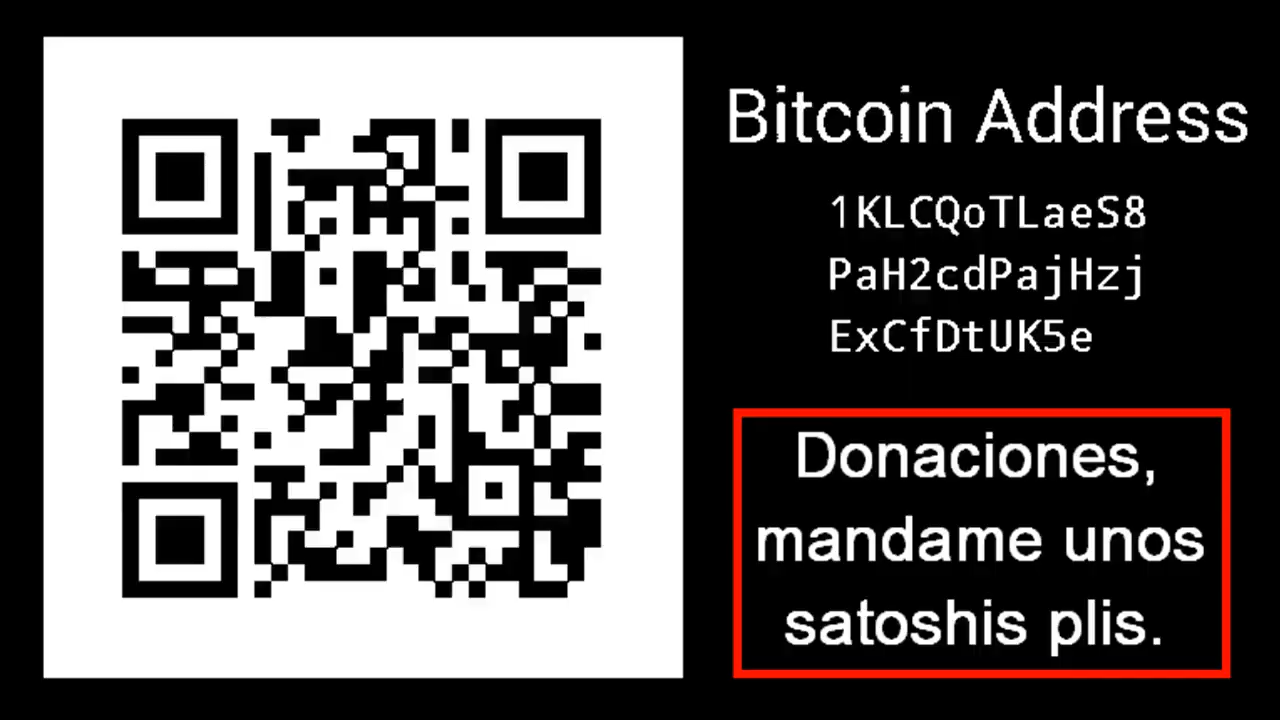 Bitcoin Address
1KLCQoTLaeS8
PaH2cdPajHzj
ExCfDtUK5e
Donaciones,
mandame unos
satoshis plis.